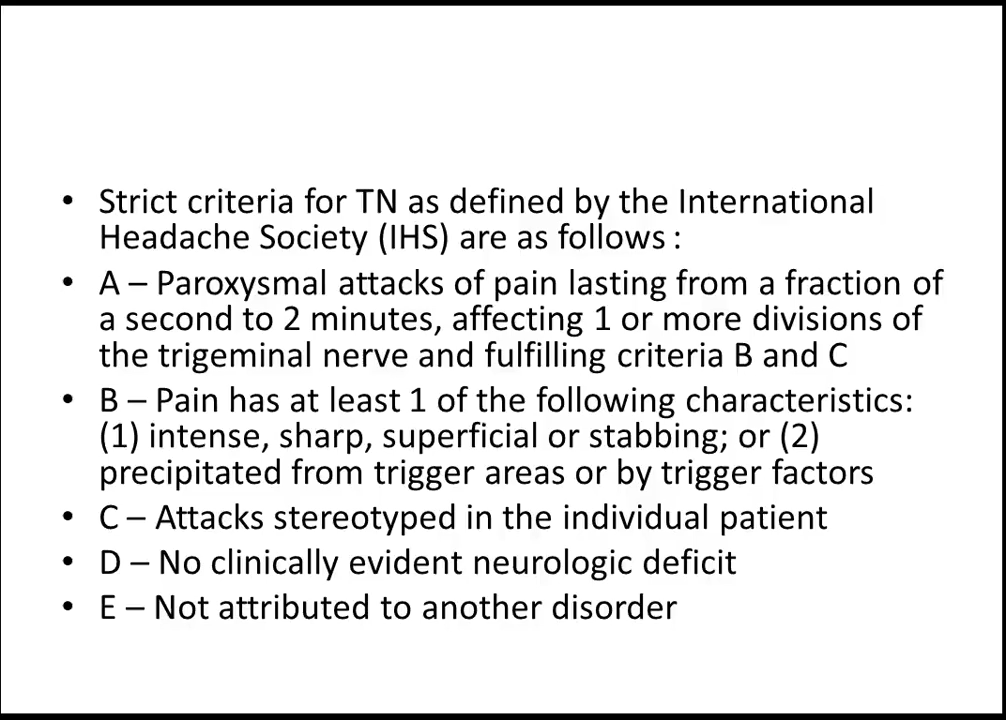 • Strict criteria for TN as defined by the International
Headache Society (IHS) are as follows :
• A – Paroxysmal attacks of pain lasting from a fraction of
a second to 2 minutes, affecting 1 or more divisions of
the trigeminal nerve and fulfilling criteria B and C
• B – Pain has at least 1 of the following characteristics:
(1) intense, sharp, superficial or stabbing; or (2)
precipitated from trigger areas or by trigger factors
• C – Attacks stereotyped in the individual patient
• D – No clinically evident neurologic deficit
• E – Not attributed to another disorder